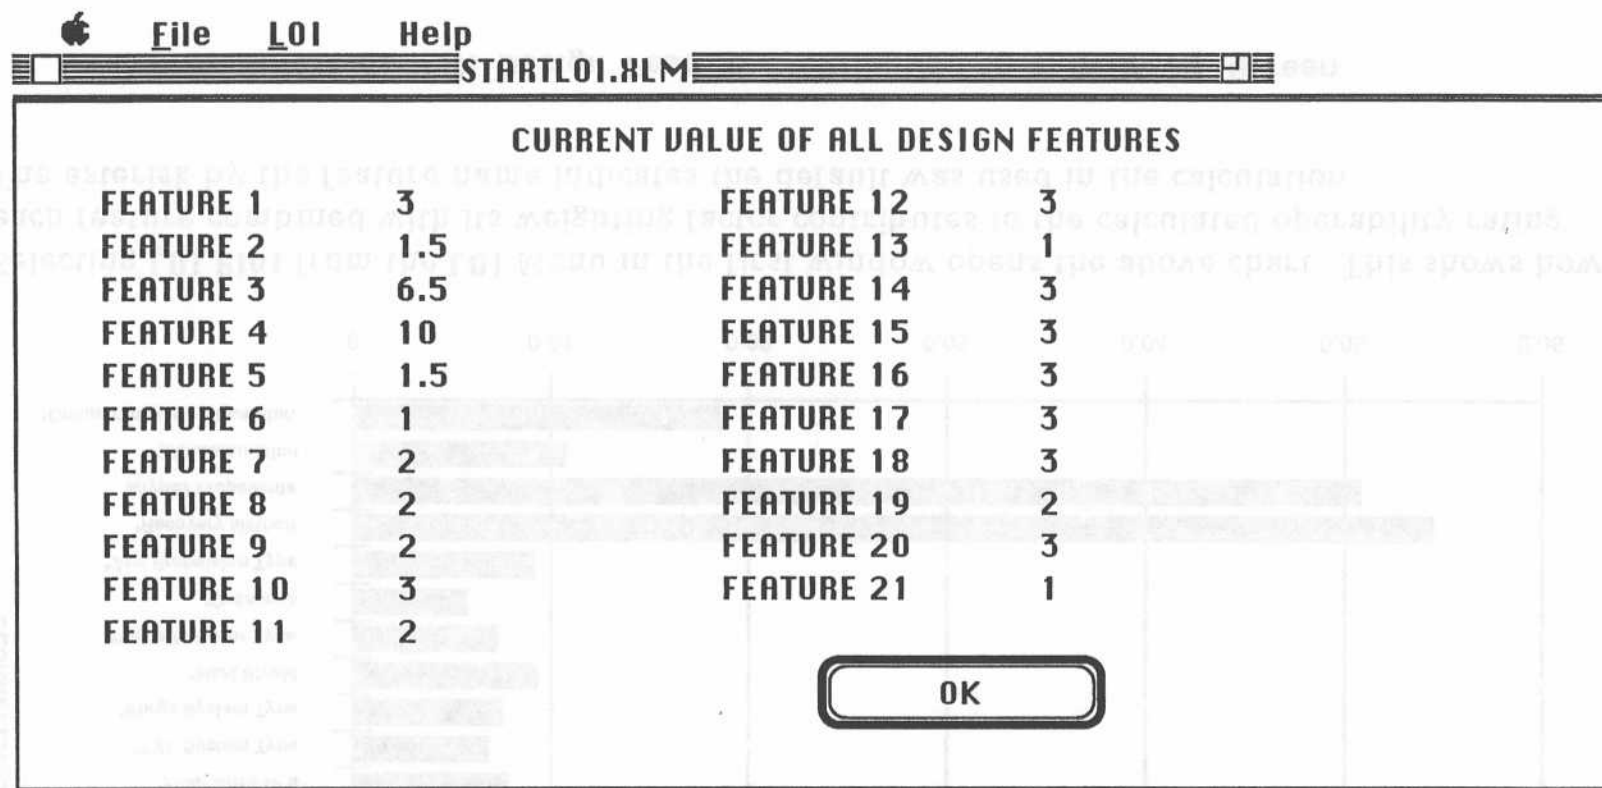 File LOI Help
STARTLOI.XLM
CURRENT VALUE OF ALL DESIGN FEATURES
FEATURE 1 3 FEATURE 12 3
FEATURE 2 1.5 FEATURE 13 1
FEATURE 3 6.5 FEATURE 14 3
FEATURE 4 10 FEATURE 15 3
FEATURE 5 1.5 FEATURE 16 3
FEATURE 6 1 FEATURE 17 3
FEATURE 7 2 FEATURE 18 3
FEATURE 8 2 FEATURE 19 2
FEATURE 9 2 FEATURE 20 3
FEATURE 10 3 FEATURE 21 1
FEATURE 11 2
OK